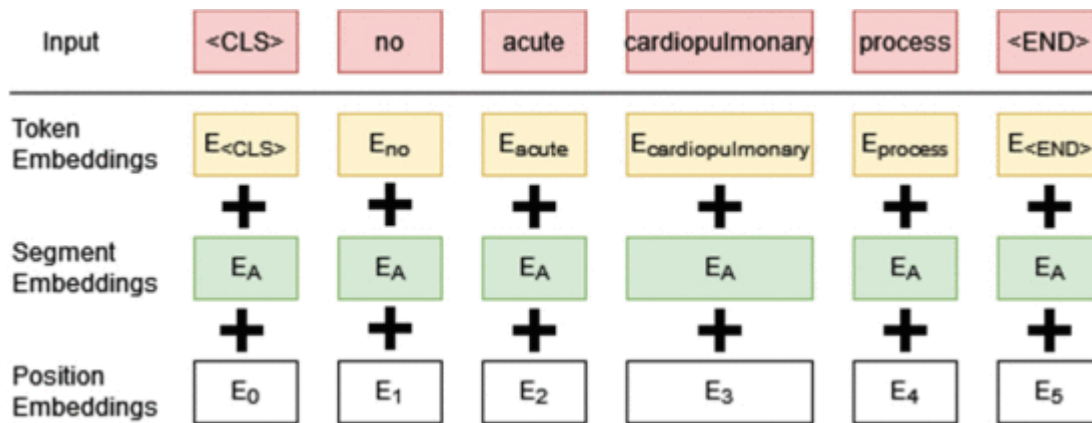 Input <CLS> no acute cardiopulmonary process <END>
Token Embeddings E<CLS> Eno Eacute Ecardiopulmonary Eprocess E<END>
+ + + + + +
Segment Embeddings EA EA EA EA EA EA
+ + + + + +
Position Embeddings E0 E1 E2 E3 E4 E5